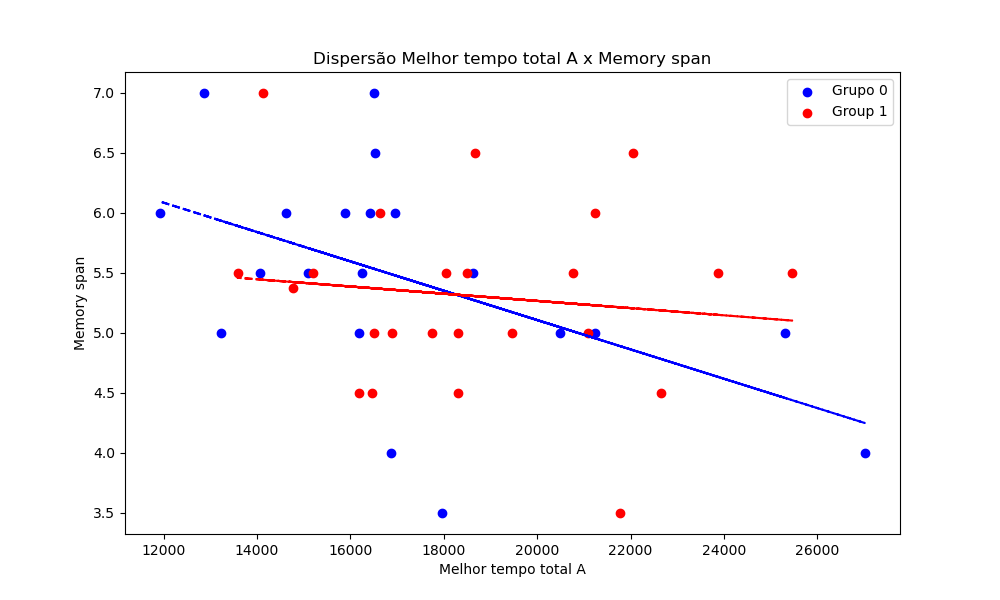 Dispersão Melhor tempo total A x Memory span
Grupo 0
Group 1
7.0
6.5
6.0
5.5
5.0
4.5
4.0
3.5
Memory span
12000 14000 16000 18000 20000 22000 24000 26000
Melhor tempo total A